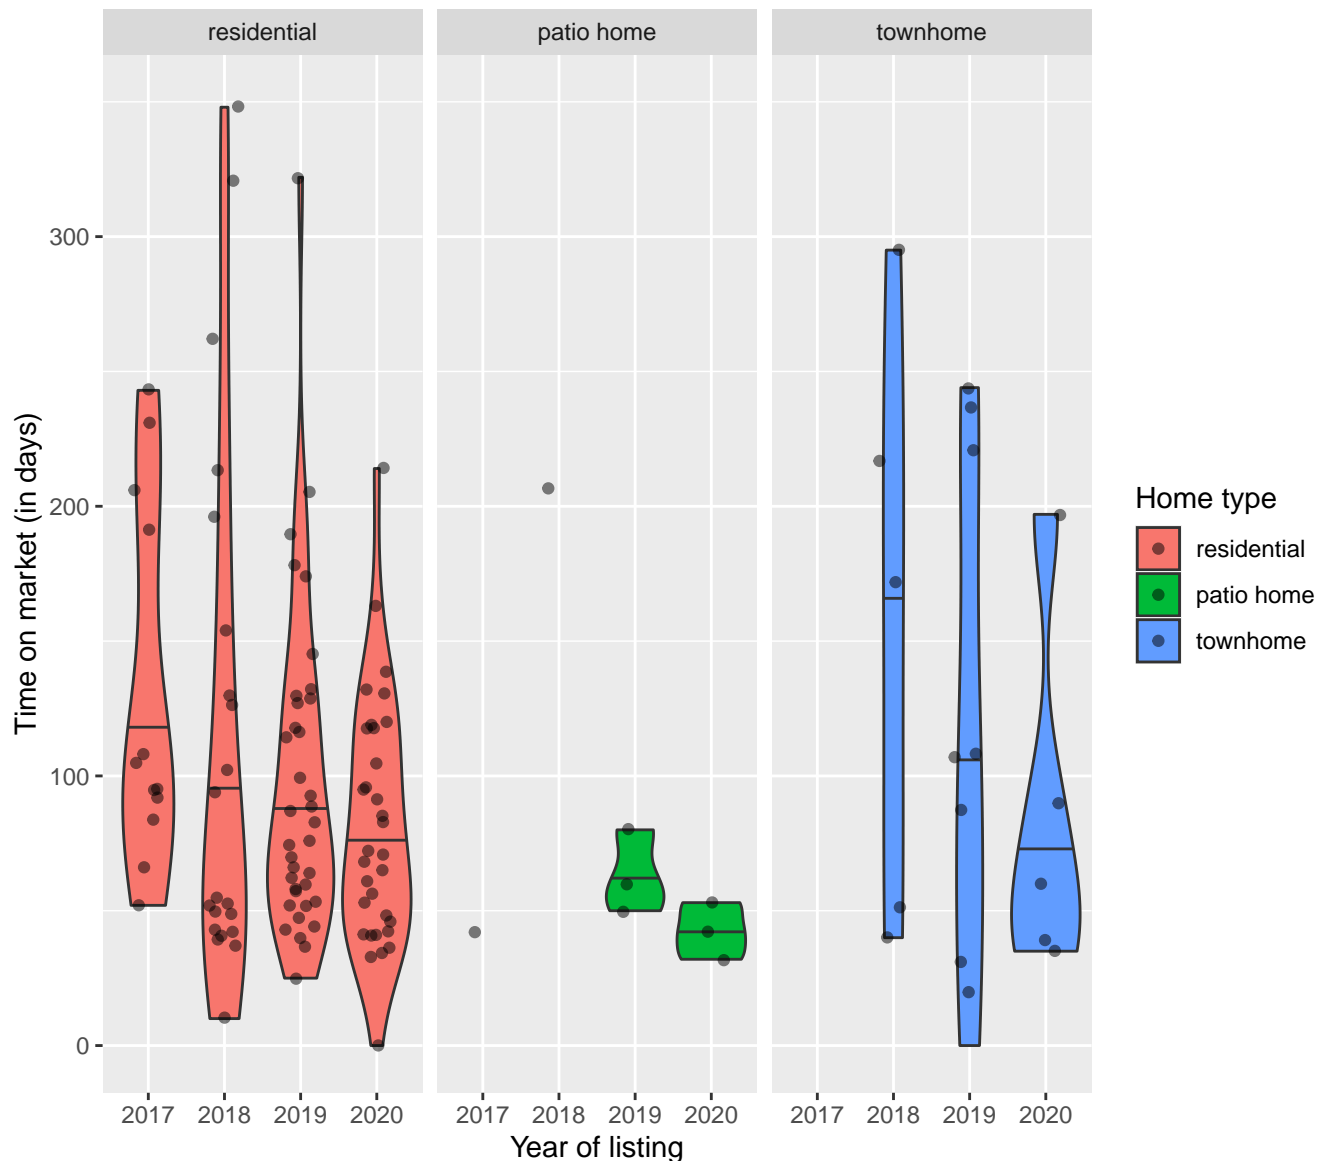 residential patio home townhome
300
200
100
0
Time on market (in days)
2017 2018 2019 2020 2017 2018 2019 2020 2017 2018 2019 2020
Year of listing
Home type
residential
patio home
townhome